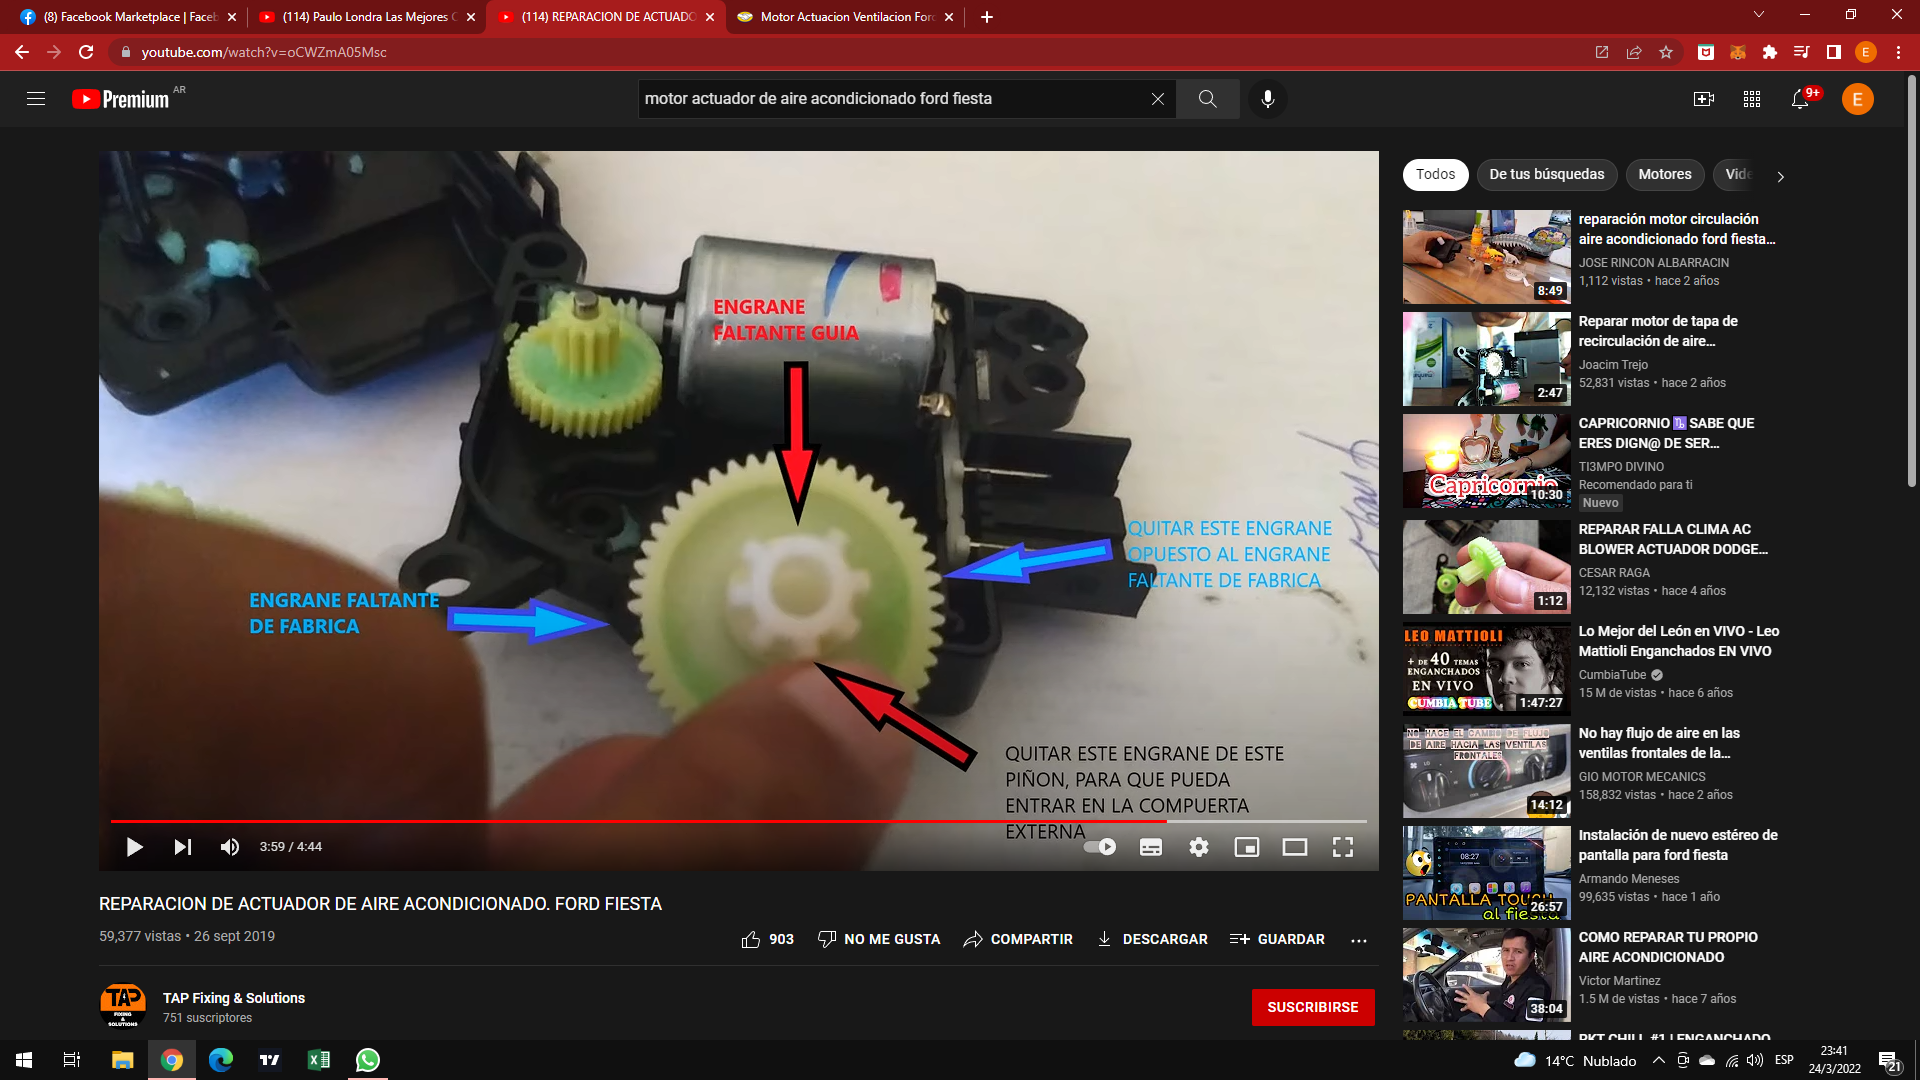 (8) Facebook Marketplace | Faceb
(114) Paulo Londra Las Mejores C
(114) REPARACION DE ACTUADO
Motor Actuacion Ventilacion Ford
youtube.com/watch?v=oCWZmA05Msc
E
Premium AR
motor actuador de aire acondicionado ford fiesta
9+
E
ENGRANE
FALTANTE GUIA
QUITAR ESTE ENGRANE
OPUESTO AL ENGRANE
FALTANTE DE FABRICA
ENGRANE FALTANTE
DE FABRICA
QUITAR ESTE ENGRANE DE ESTE
PIÑON, PARA QUE PUEDA
ENTRAR EN LA COMPUERTA
EXTERNA
3:59 / 4:44
REPARACION DE ACTUADOR DE AIRE ACONDICIONADO. FORD FIESTA
59,377 vistas • 26 sept 2019
903
NO ME GUSTA
COMPARTIR
DESCARGAR
GUARDAR
TAP
FIXING
&
SOLUTIONS
TAP Fixing & Solutions
751 suscriptores
SUSCRIBIRSE
Todos
De tus búsquedas
Motores
Vide
8:49
reparación motor circulación
aire acondicionado ford fiesta...
JOSE RINCON ALBARRACIN
1,112 vistas • hace 2 años
2:47
Reparar motor de tapa de
recirculación de aire...
Joacim Trejo
52,831 vistas • hace 2 años
Capricornio
10:30
CAPRICORNIO♑SABE QUE
ERES DIGN@ DE SER...
TI3MPO DIVINO
Recomendado para ti
Nuevo
1:12
REPARAR FALLA CLIMA AC
BLOWER ACTUADOR DODGE...
CESAR RAGA
12,132 vistas • hace 4 años
LEO MATTIOLI
+ DE 40 TEMAS
ENGANCHADOS
EN VIVO
CUMBIA TUBE
1:47:27
Lo Mejor del León en VIVO - Leo
Mattioli Enganchados EN VIVO
CumbiaTube
15 M de vistas • hace 6 años
NO HACE EL CAMBIO DE FLUJO
DE AIRE HACIA LAS VENTILAS
FRONTALES
14:12
No hay flujo de aire en las
ventilas frontales de la...
GIO MOTOR MECANICS
158,832 vistas • hace 2 años
08:27
PANTALLA TOUCH
al fiesta
26:57
Instalación de nuevo estéreo de
pantalla para ford fiesta
Armando Meneses
99,635 vistas • hace 1 año
38:04
COMO REPARAR TU PROPIO
AIRE ACONDICIONADO
Victor Martinez
1.5 M de vistas • hace 7 años
PKT CHILL #1 | ENGANCHADO
14°C Nublado
ESP
23:41
24/3/2022
21